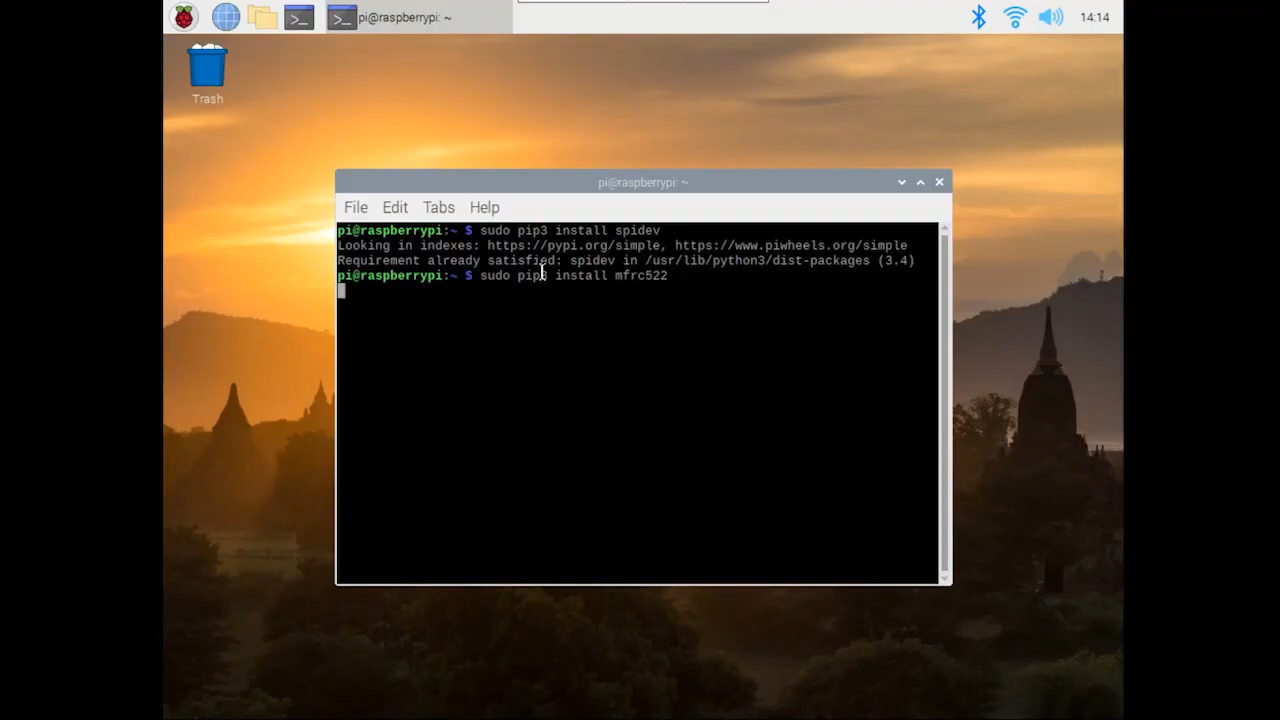 pi@raspberrypi: ~
14:14
Trash
pi@raspberrypi: ~
File Edit Tabs Help
pi@raspberrypi:~ $ sudo pip3 install spidev
Looking in indexes: https://pypi.org/simple, https://www.piwheels.org/simple
Requirement already satisfied: spidev in /usr/lib/python3/dist-packages (3.4)
pi@raspberrypi:~ $ sudo pip3 install mfrc522